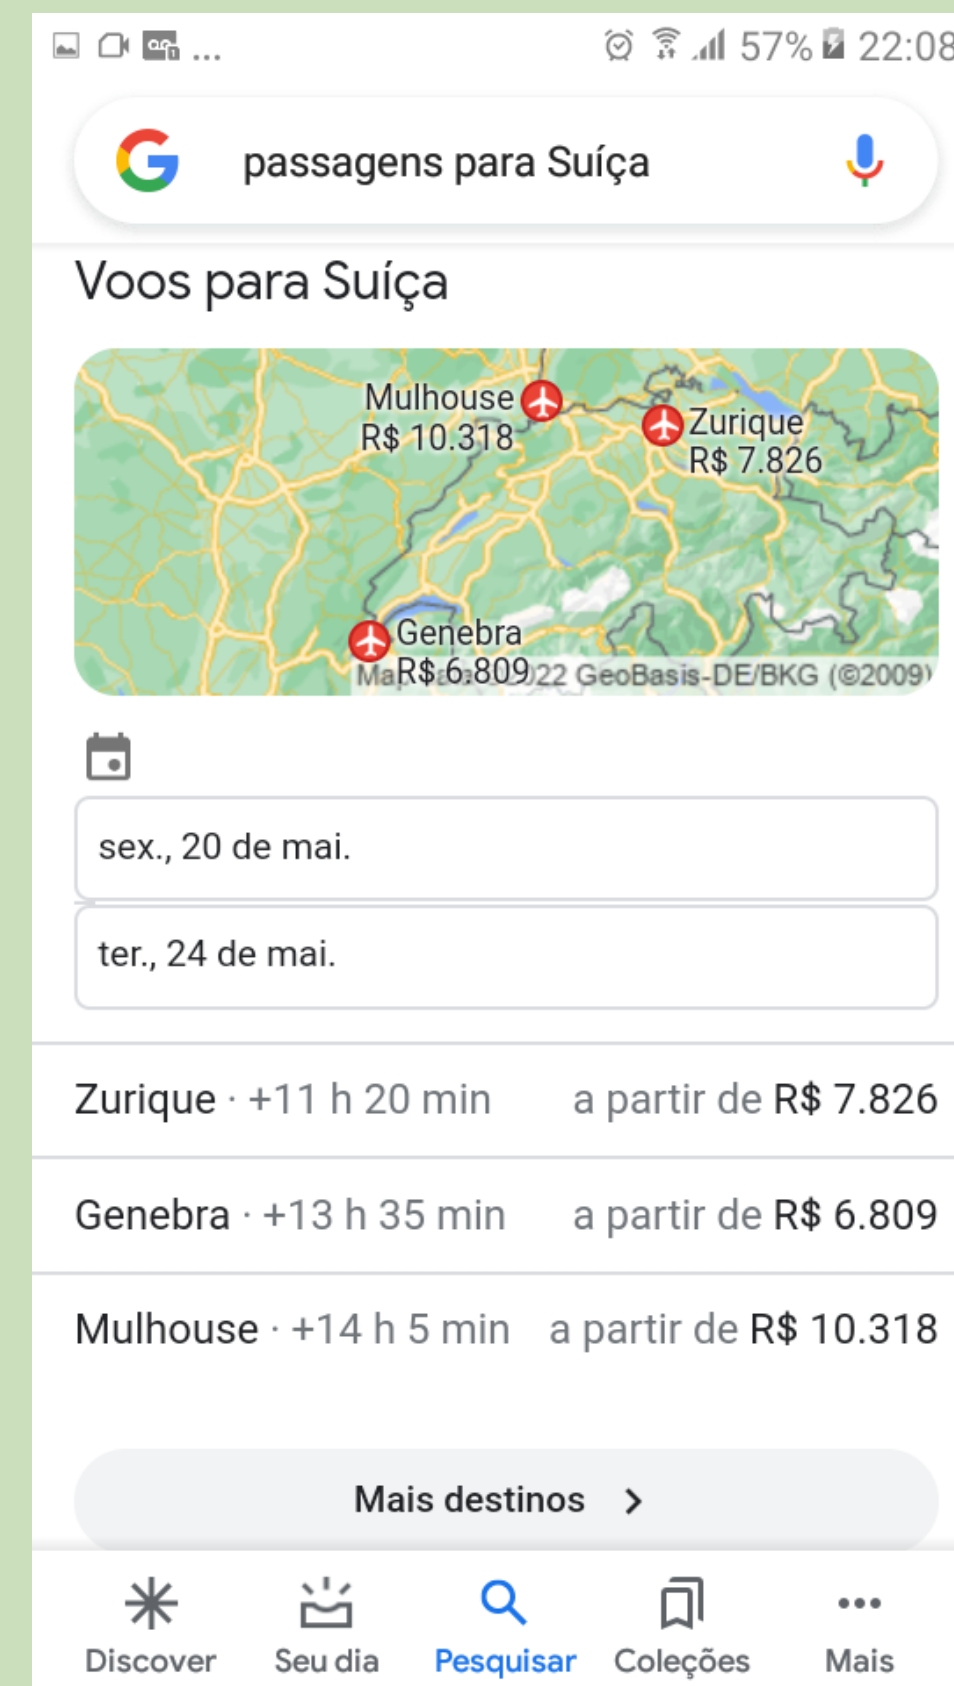 ... 57% 22:08
passagens para Suíça
Voos para Suíça
Mulhouse
R$ 10.318
Zurique
R$ 7.826
Genebra
R$ 6.809
GeoBasis-DE/BKG (©2009)
sex., 20 de mai.
ter., 24 de mai.
Zurique · +11 h 20 min a partir de R$ 7.826
Genebra · +13 h 35 min a partir de R$ 6.809
Mulhouse · +14 h 5 min a partir de R$ 10.318
Mais destinos
Discover Seu dia Pesquisar Coleções Mais